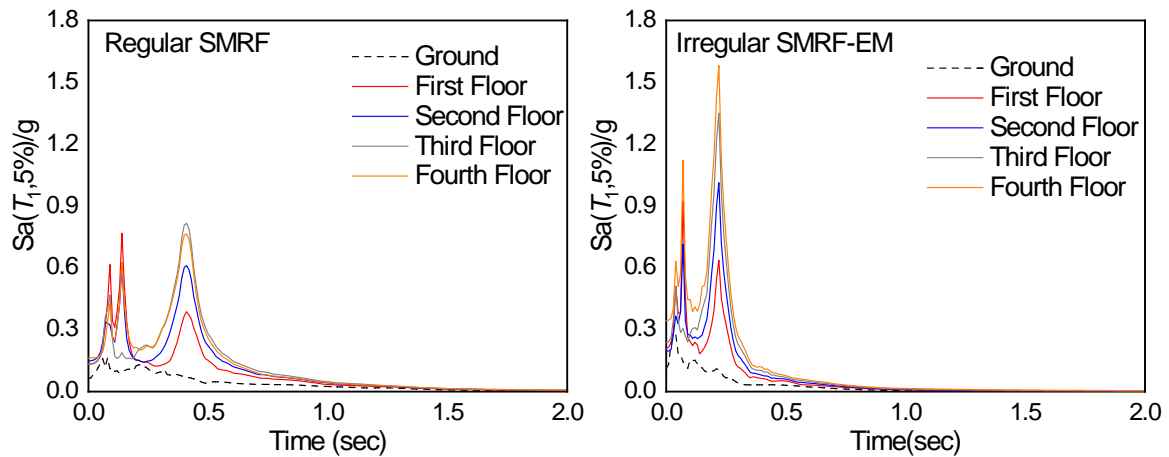 Regular SMRF
Ground
First Floor
Second Floor
Third Floor
Fourth Floor
1.8
1.5
1.2
0.9
0.6
0.3
0.0
Sa(T1,5%)/g
0.0 0.5 1.0 1.5 2.0
Time (sec)
Irregular SMRF-EM
Ground
First Floor
Second Floor
Third Floor
Fourth Floor
1.8
1.5
1.2
0.9
0.6
0.3
0.0
Sa(T1,5%)/g
0.0 0.5 1.0 1.5 2.0
Time(sec)